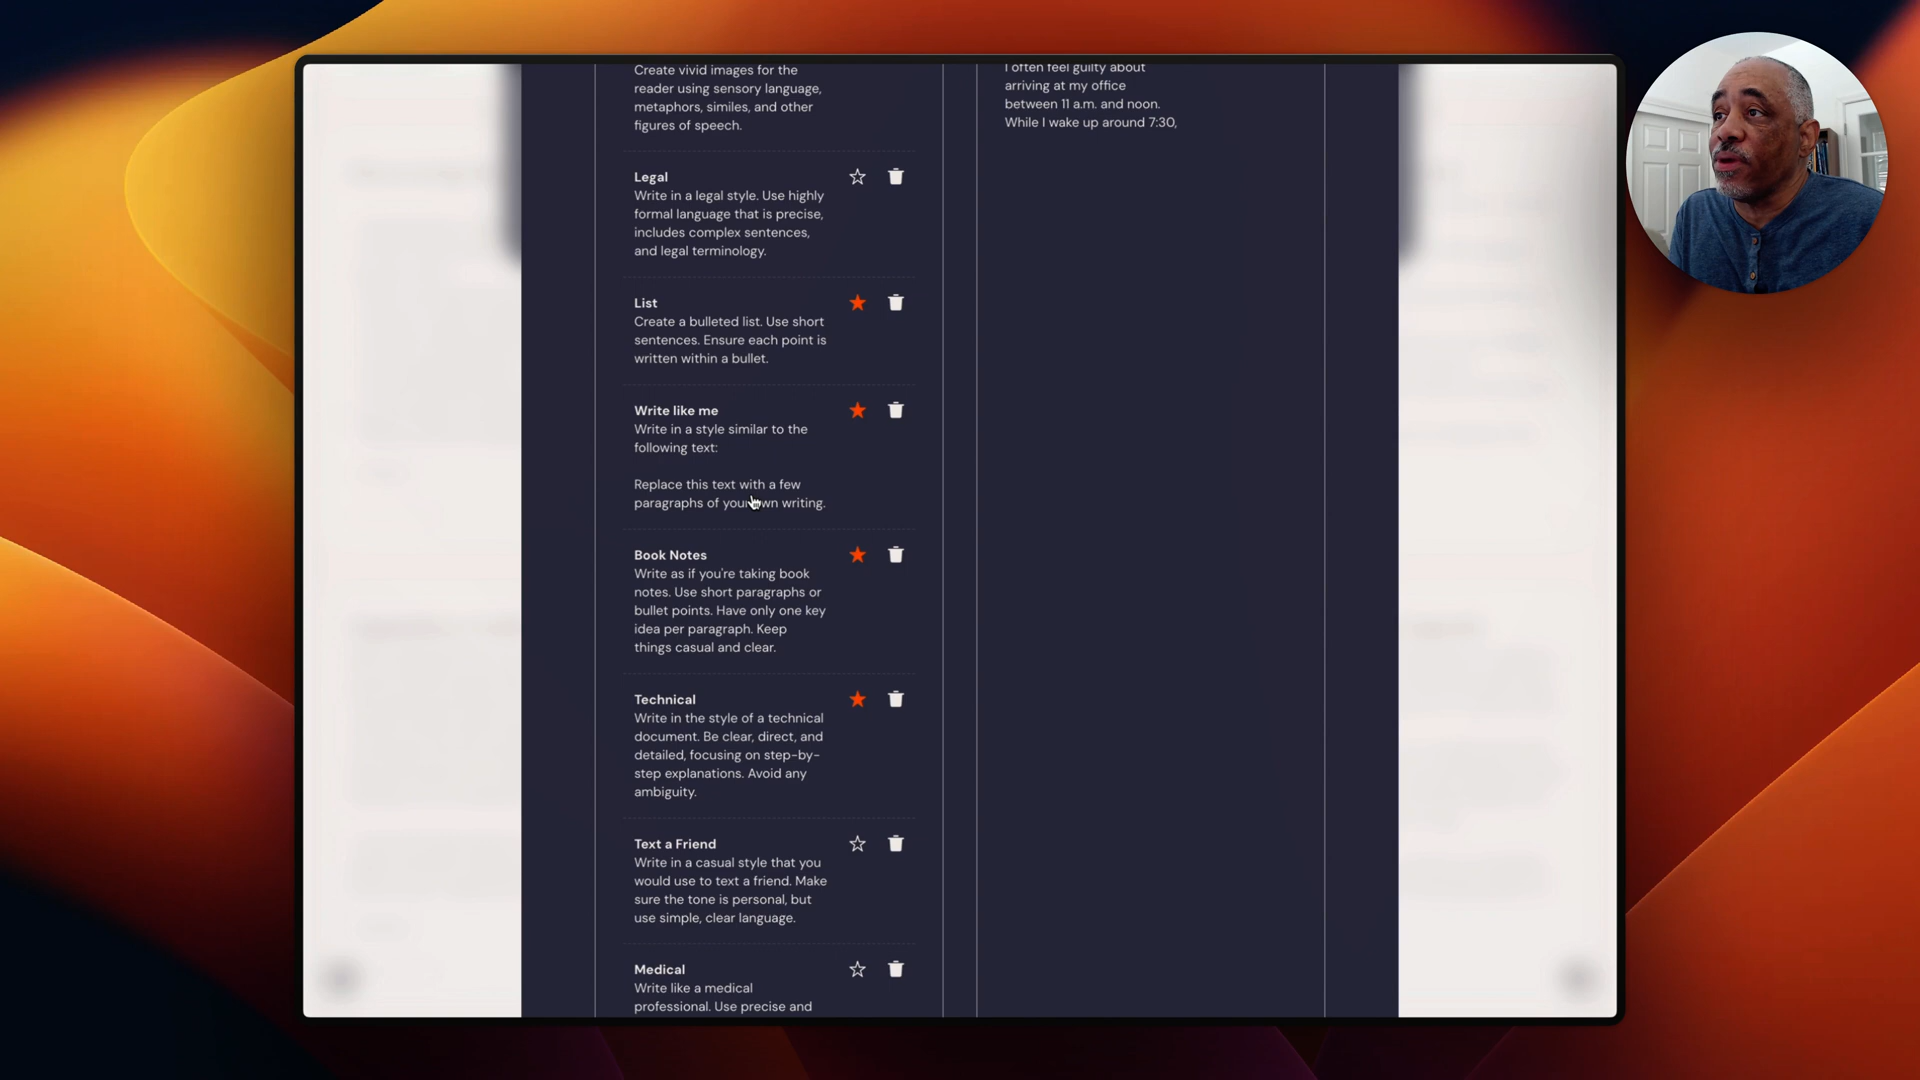 Create vivid images for the
reader using sensory language,
metaphors, similes, and other
figures of speech.
Legal
Write in a legal style. Use highly
formal language that is precise,
includes complex sentences,
and legal terminology.
List
Create a bulleted list. Use short
sentences. Ensure each point is
written within a bullet.
Write like me
Write in a style similar to the
following text:
Replace this text with a few
paragraphs of your own writing.
Book Notes
Write as if you're taking book
notes. Use short paragraphs or
bullet points. Have only one key
idea per paragraph. Keep
things casual and clear.
Technical
Write in the style of a technical
document. Be clear, direct, and
detailed, focusing on step-by-
step explanations. Avoid any
ambiguity.
Text a Friend
Write in a casual style that you
would use to text a friend. Make
sure the tone is personal, but
use simple, clear language.
Medical
Write like a medical
professional. Use precise and
I often feel guilty about
arriving at my office
between 11 a.m. and noon.
While I wake up around 7:30,